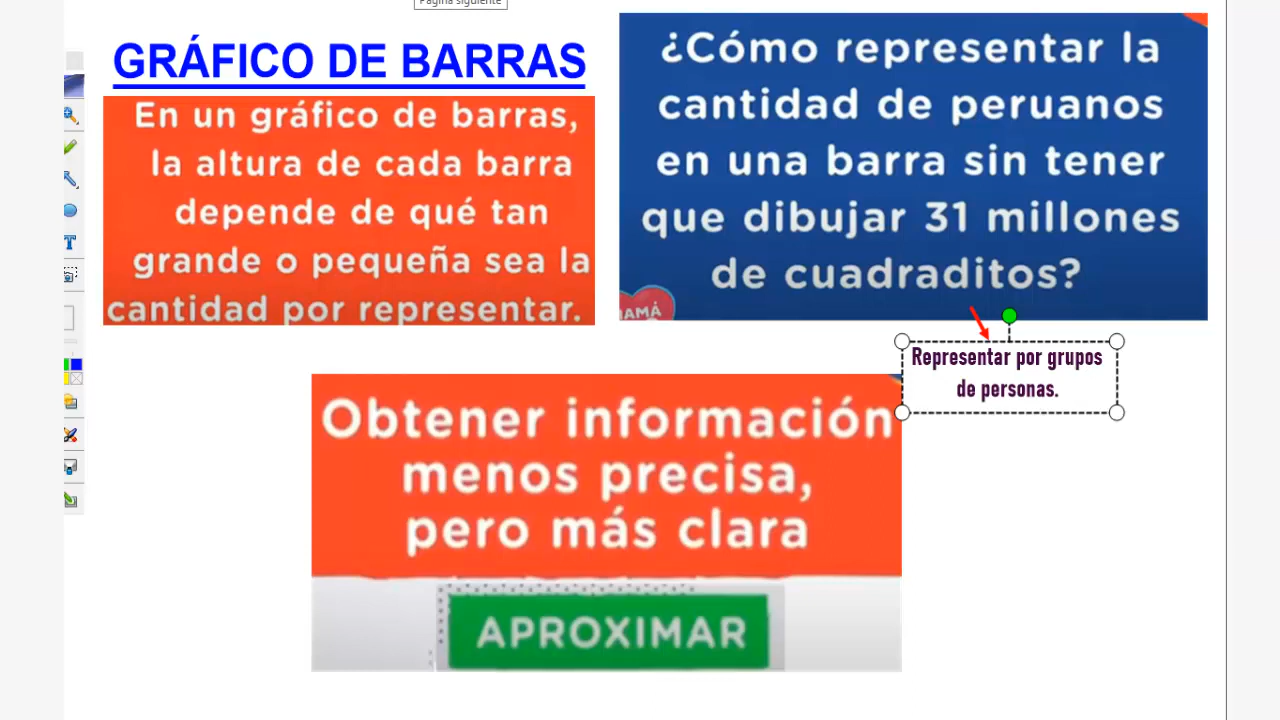 Página siguiente
GRÁFICO DE BARRAS
En un gráfico de barras,
la altura de cada barra
depende de qué tan
grande o pequeña sea la
cantidad por representar.
¿Cómo representar la
cantidad de peruanos
en una barra sin tener
que dibujar 31 millones
de cuadraditos?
MAMÁ
Representar por grupos
de personas.
Obtener información
menos precisa,
pero más clara
APROXIMAR